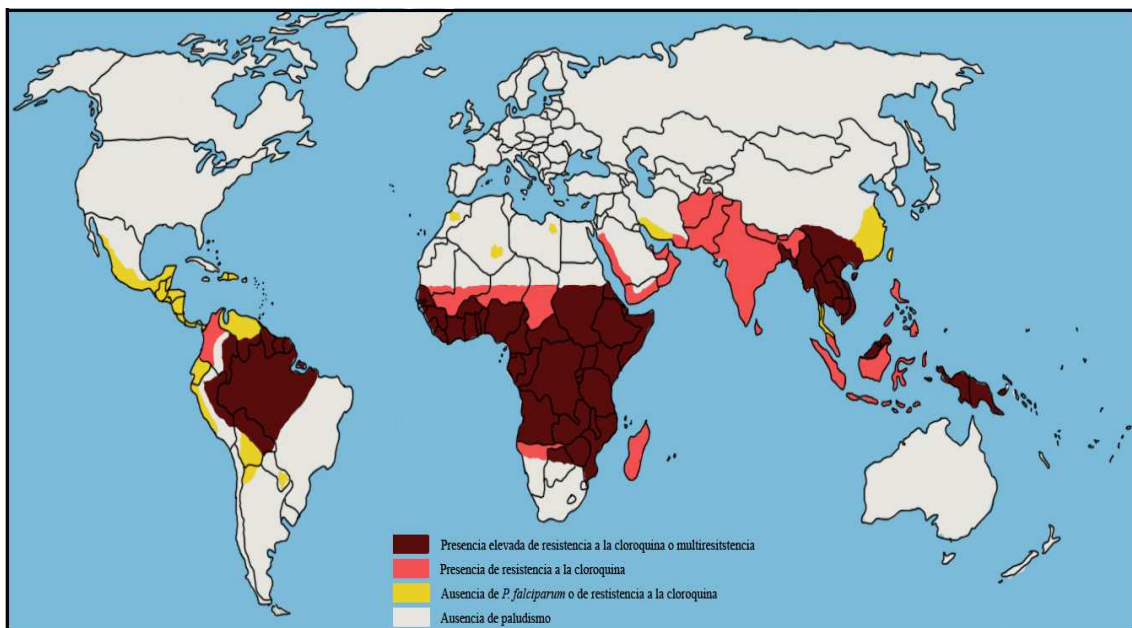 Presencia elevada de resistencia a la cloroquina o multiresitstencia
Presencia de resistencia a la cloroquina
Ausencia de P. falciparum o de restistencia a la cloroquina
Ausencia de paludismo